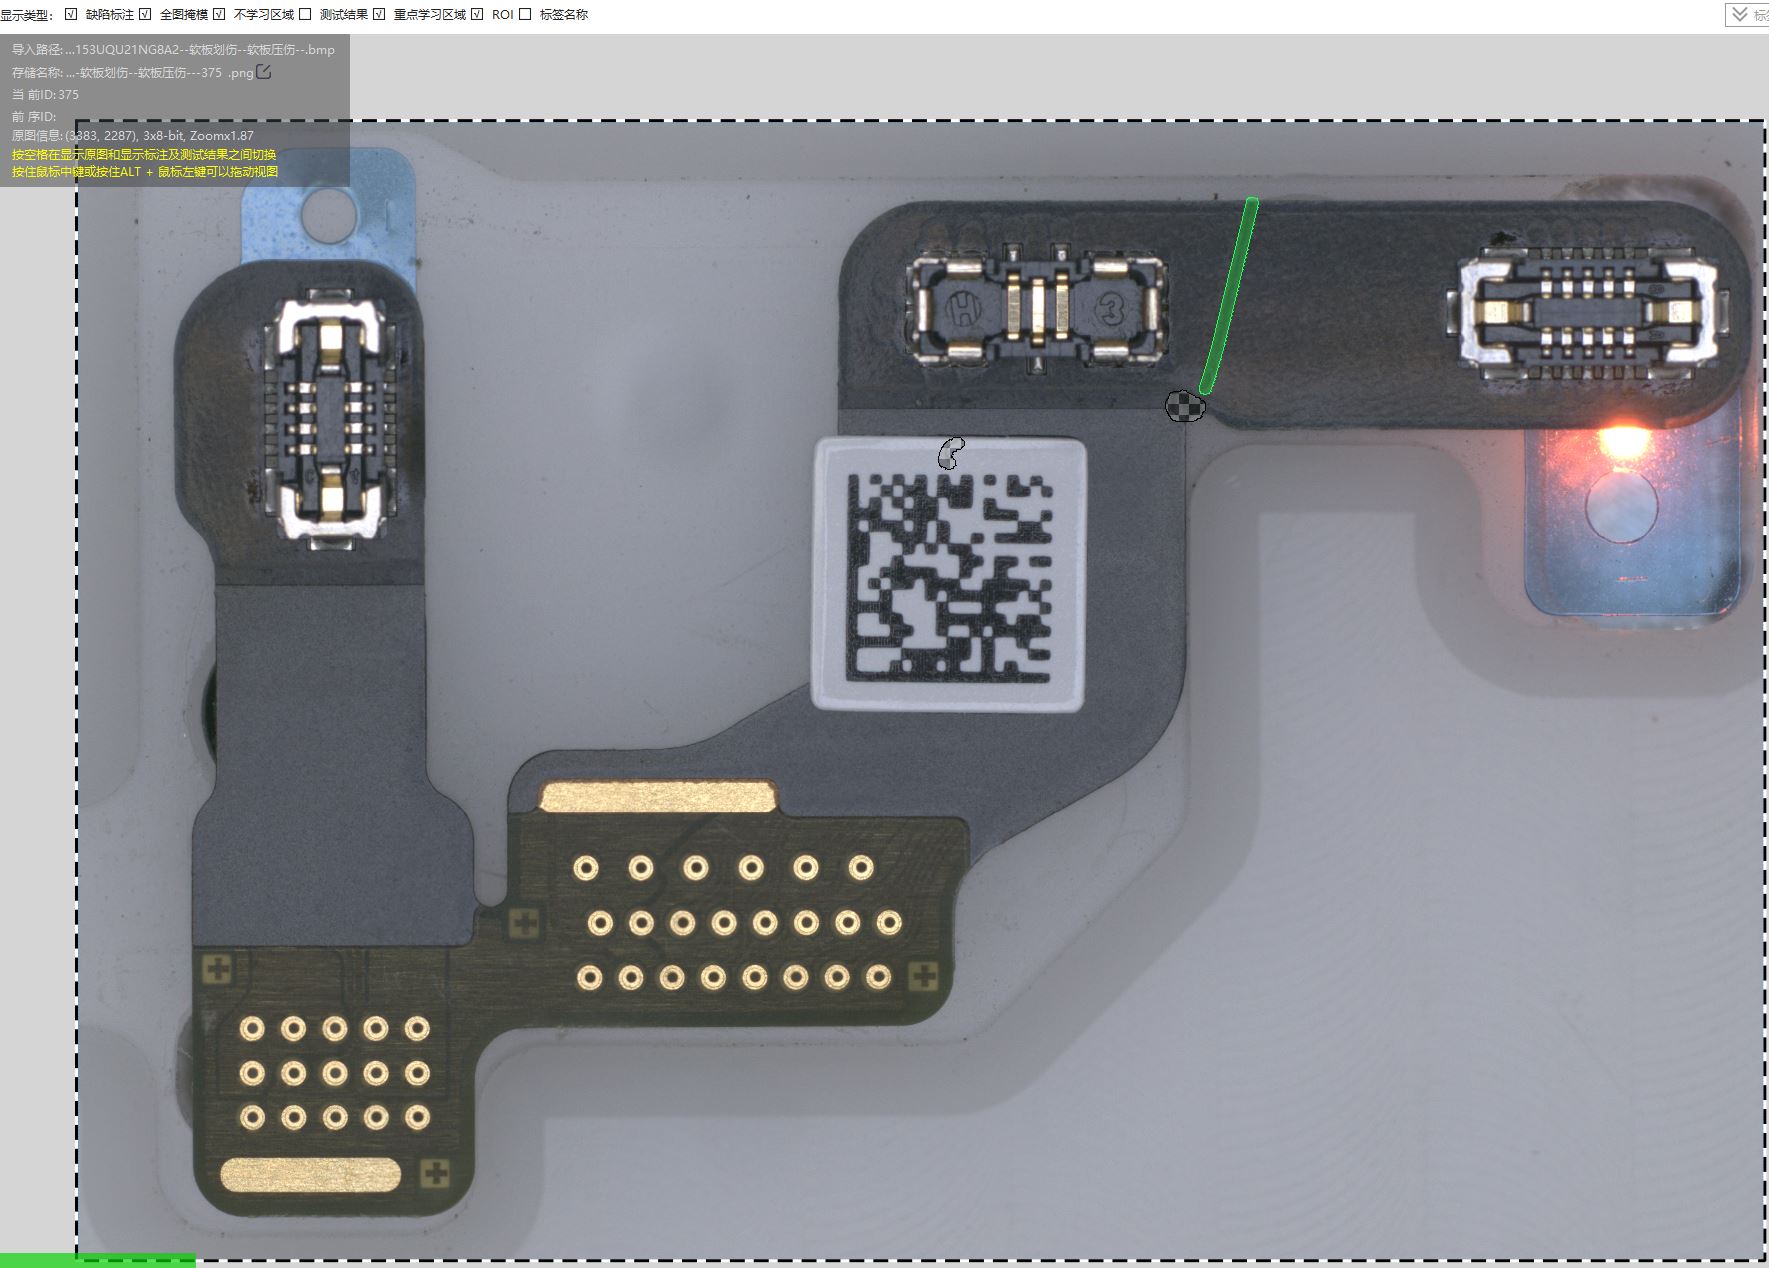 显示类型: 缺陷标注 全图掩模 不学习区域 测试结果 重点学习区域 ROI 标签名称
导入路径: ...153UQU21NG8A2--软板划伤--软板压伤--.bmp
存储名称: ...-软板划伤--软板压伤---375 .png
当 前ID: 375
前 序ID:
原图信息: (3383, 2287), 3x8-bit, Zoomx1.87
按空格在显示原图和显示标注及测试结果之间切换
按住鼠标中键或按住ALT + 鼠标左键可以拖动视图
H 3